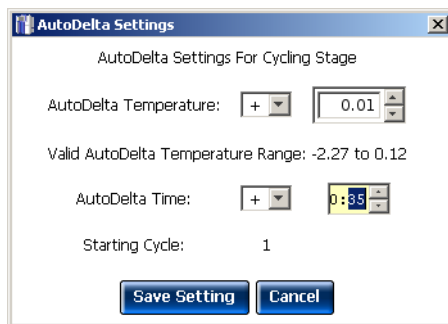 AutoDelta Settings
AutoDelta Settings For Cycling Stage
AutoDelta Temperature: + 0.01
Valid AutoDelta Temperature Range: -2.27 to 0.12
AutoDelta Time: + 0:35
Starting Cycle: 1
Save Setting Cancel